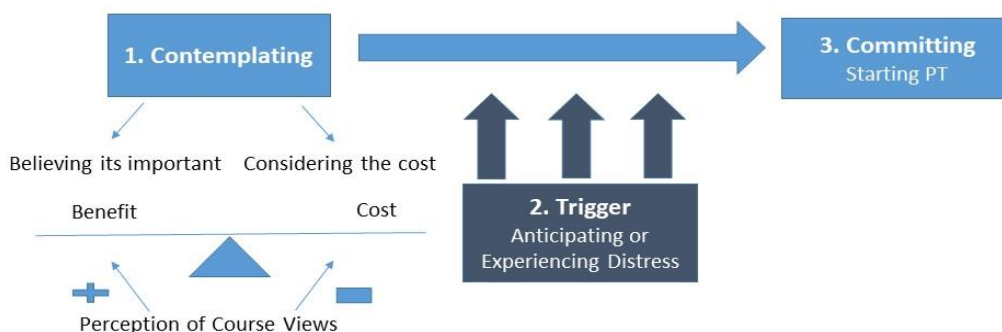 1. Contemplating
3. Committing
Starting PT
Believing its important
Considering the cost
Benefit
Cost
2. Trigger
Anticipating or
Experiencing Distress
Perception of Course Views